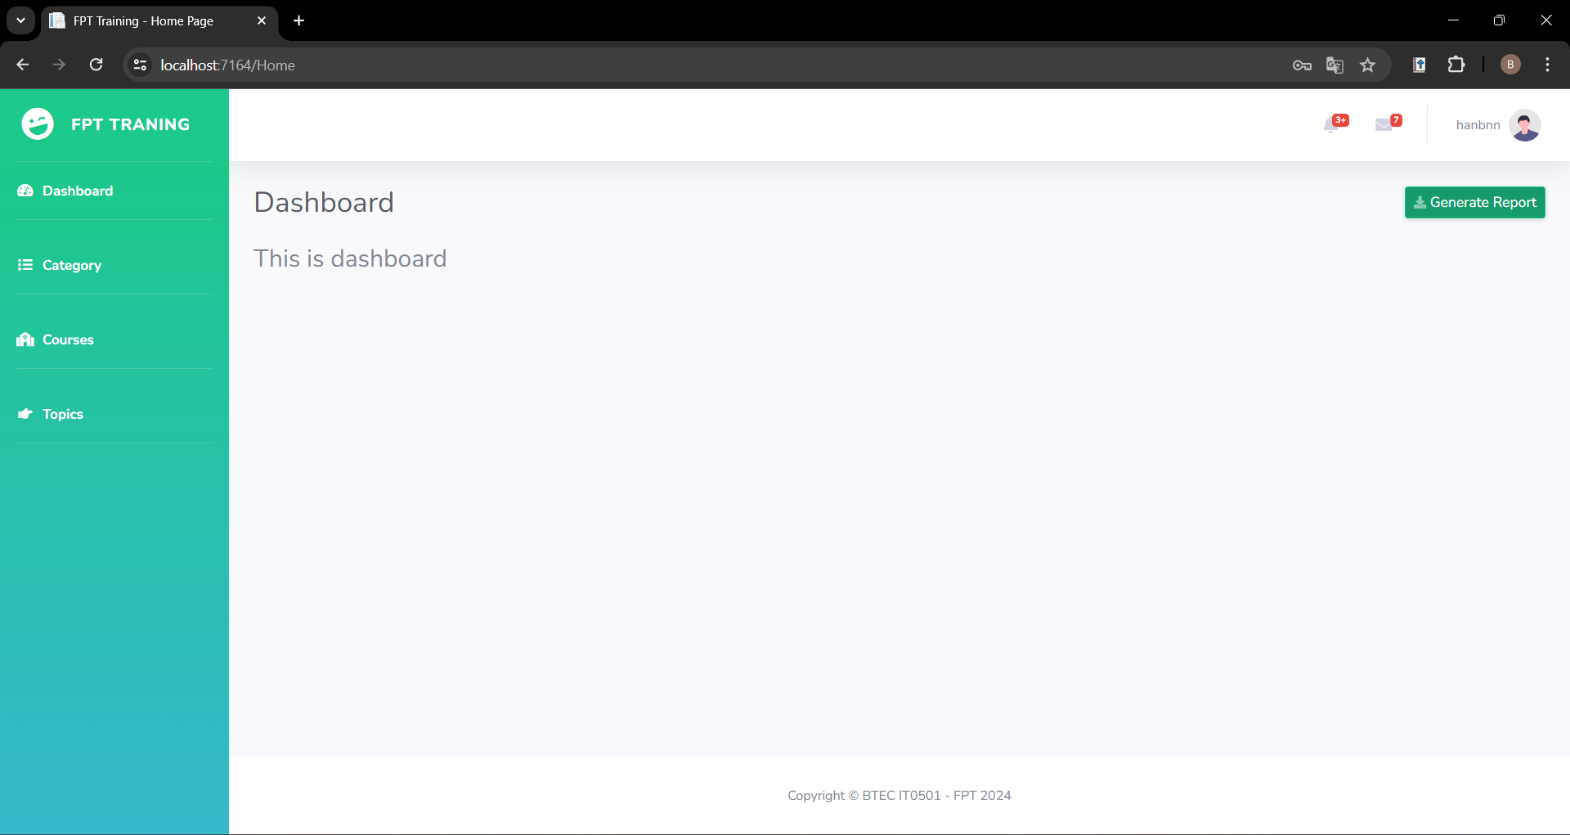 FPT Training - Home Page
localhost:7164/Home
B
FPT TRANING
3+
7
hanbnn
Dashboard
Category
Courses
Topics
Dashboard
Generate Report
This is dashboard
Copyright © BTEC IT0501 - FPT 2024